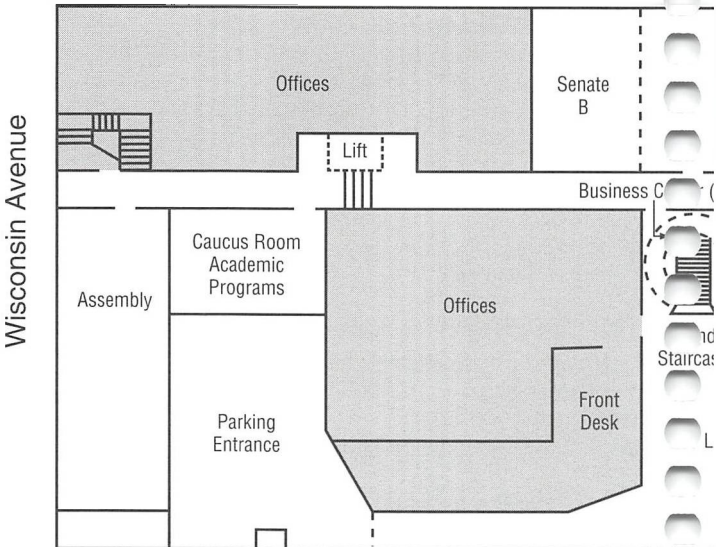 Wisconsin Avenue
Offices
Senate
B
Lift
Business
Caucus Room
Academic
Programs
Assembly
Offices
Parking
Entrance
Front
Desk